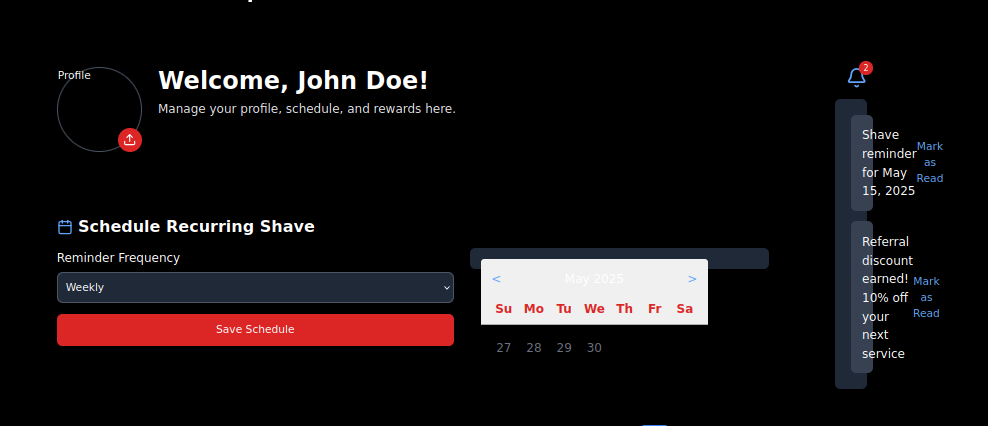 Profile
Welcome, John Doe!
Manage your profile, schedule, and rewards here.
2
Shave
reminder
for May
15, 2025
Mark
as
Read
Referral
discount
earned!
10% off
your
next
service
Mark
as
Read
Schedule Recurring Shave
Reminder Frequency
Weekly
Save Schedule
< May 2025 >
Su Mo Tu We Th Fr Sa
27 28 29 30